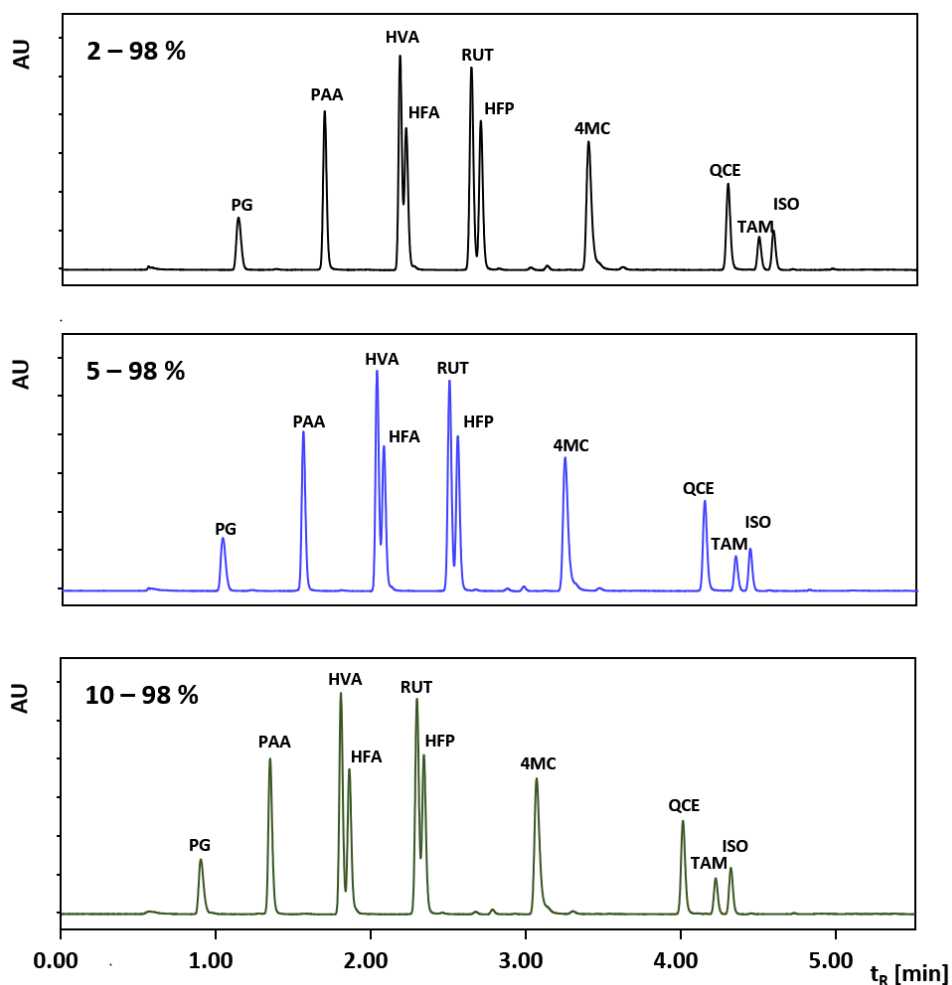 AU
2 – 98 %
PG
PAA
HVA
HFA
RUT
HFP
4MC
QCE
TAM
ISO
AU
5 – 98 %
PG
PAA
HVA
HFA
RUT
HFP
4MC
QCE
TAM
ISO
AU
10 – 98 %
PG
PAA
HVA
HFA
RUT
HFP
4MC
QCE
TAM
ISO
0.00 1.00 2.00 3.00 4.00 5.00
tR [min]